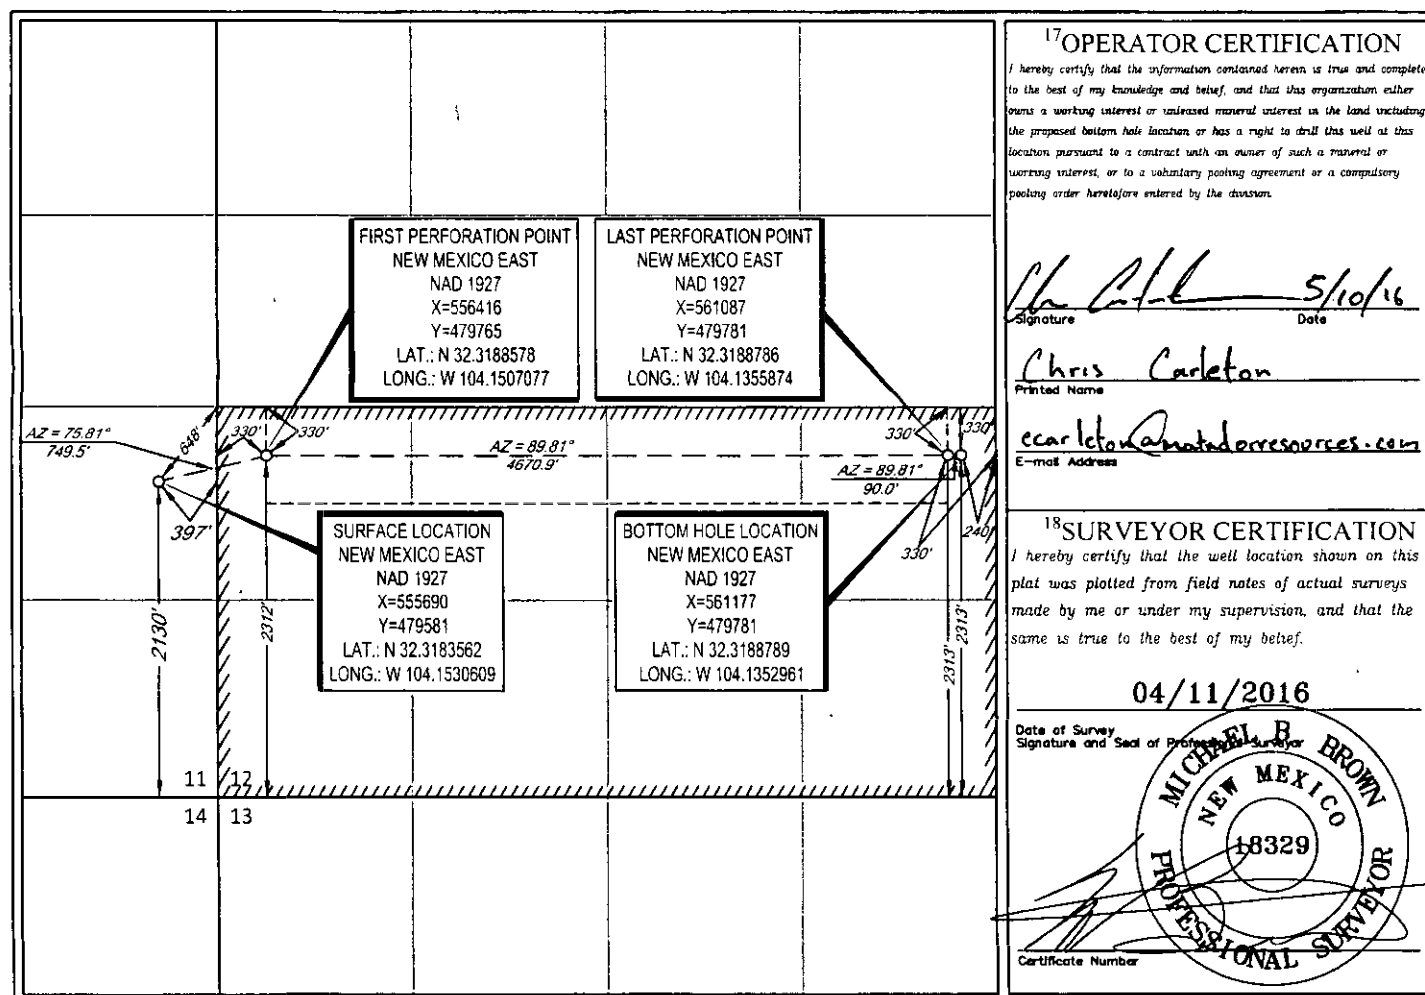 FIRST PERFORATION POINT
NEW MEXICO EAST
NAD 1927
X=556416
Y=479765
LAT.: N 32.3188578
LONG.: W 104.1507077
LAST PERFORATION POINT
NEW MEXICO EAST
NAD 1927
X=561087
Y=479781
LAT.: N 32.3188786
LONG.: W 104.1355874
AZ = 75.81°
749.5'
648'
330'
330'
AZ = 89.81°
4670.9'
330'
330'
AZ = 89.81°
90.0'
397'
330'
240'
SURFACE LOCATION
NEW MEXICO EAST
NAD 1927
X=555690
Y=479581
LAT.: N 32.3183562
LONG.: W 104.1530609
BOTTOM HOLE LOCATION
NEW MEXICO EAST
NAD 1927
X=561177
Y=479781
LAT.: N 32.3188789
LONG.: W 104.1352961
2130'
2312'
2313'
2313'
11 12
14 13
17 OPERATOR CERTIFICATION
I hereby certify that the information contained herein is true and complete
to the best of my knowledge and belief, and that this organization either
owns a working interest or unleased mineral interest in the land including
the proposed bottom hole location or has a right to drill this well at this
location pursuant to a contract with an owner of such a mineral or
working interest, or to a voluntary pooling agreement or a compulsory
pooling order heretofore entered by the division.
5/10/16
Signature Date
Chris Carleton
Printed Name
ecarleton@matadorresources.com
E-mail Address
18 SURVEYOR CERTIFICATION
I hereby certify that the well location shown on this
plat was plotted from field notes of actual surveys
made by me or under my supervision, and that the
same is true to the best of my belief.
04/11/2016
Date of Survey
Signature and Seal of Professional Surveyor
MICHAEL B. BROWN
NEW MEXICO
18329
PROFESSIONAL SURVEYOR
Certificate Number